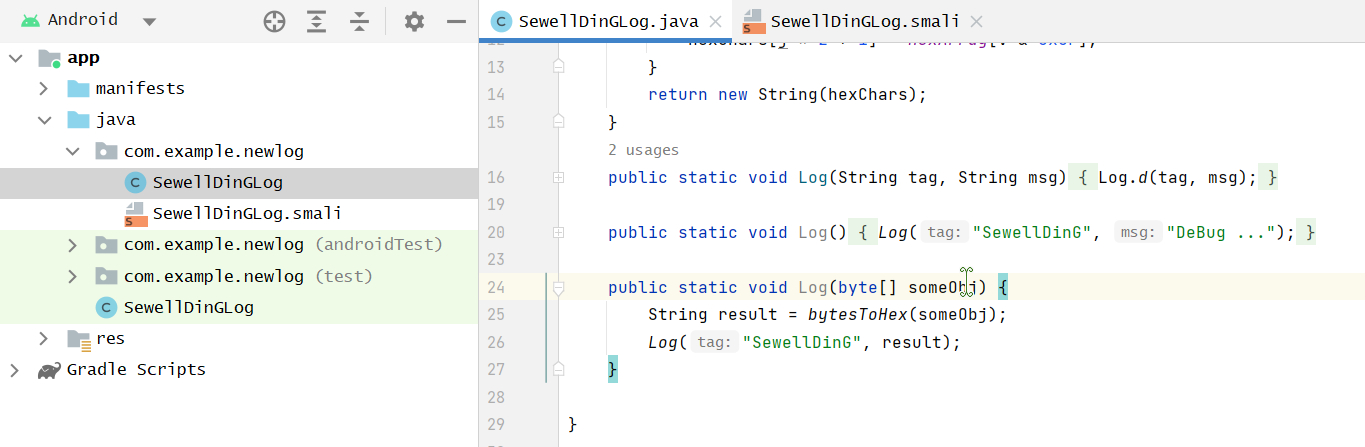 Android
SewellDinGLog.java
SewellDinGLog.smali
app
manifests
java
com.example.newlog
SewellDinGLog
SewellDinGLog.smali
com.example.newlog (androidTest)
com.example.newlog (test)
SewellDinGLog
res
Gradle Scripts
13 }
14 return new String(hexChars);
15 }
2 usages
16 public static void Log(String tag, String msg) { Log.d(tag, msg); }
19
20 public static void Log() { Log( tag: "SewellDinG", msg: "DeBug ..."); }
23
24 public static void Log(byte[] someObj) {
25 String result = bytesToHex(someObj);
26 Log( tag: "SewellDinG", result);
27 }
28
29 }